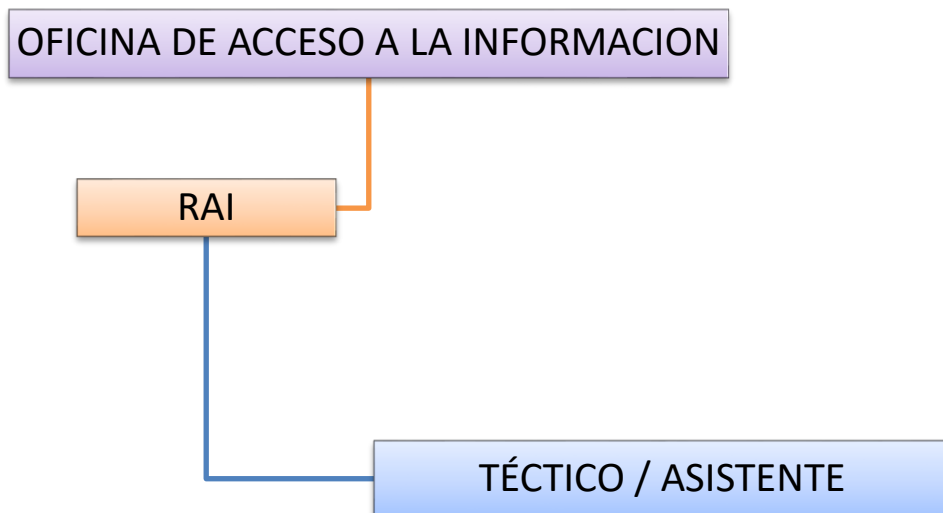 OFICINA DE ACCESO A LA INFORMACION
RAI
TÉCTICO / ASISTENTE